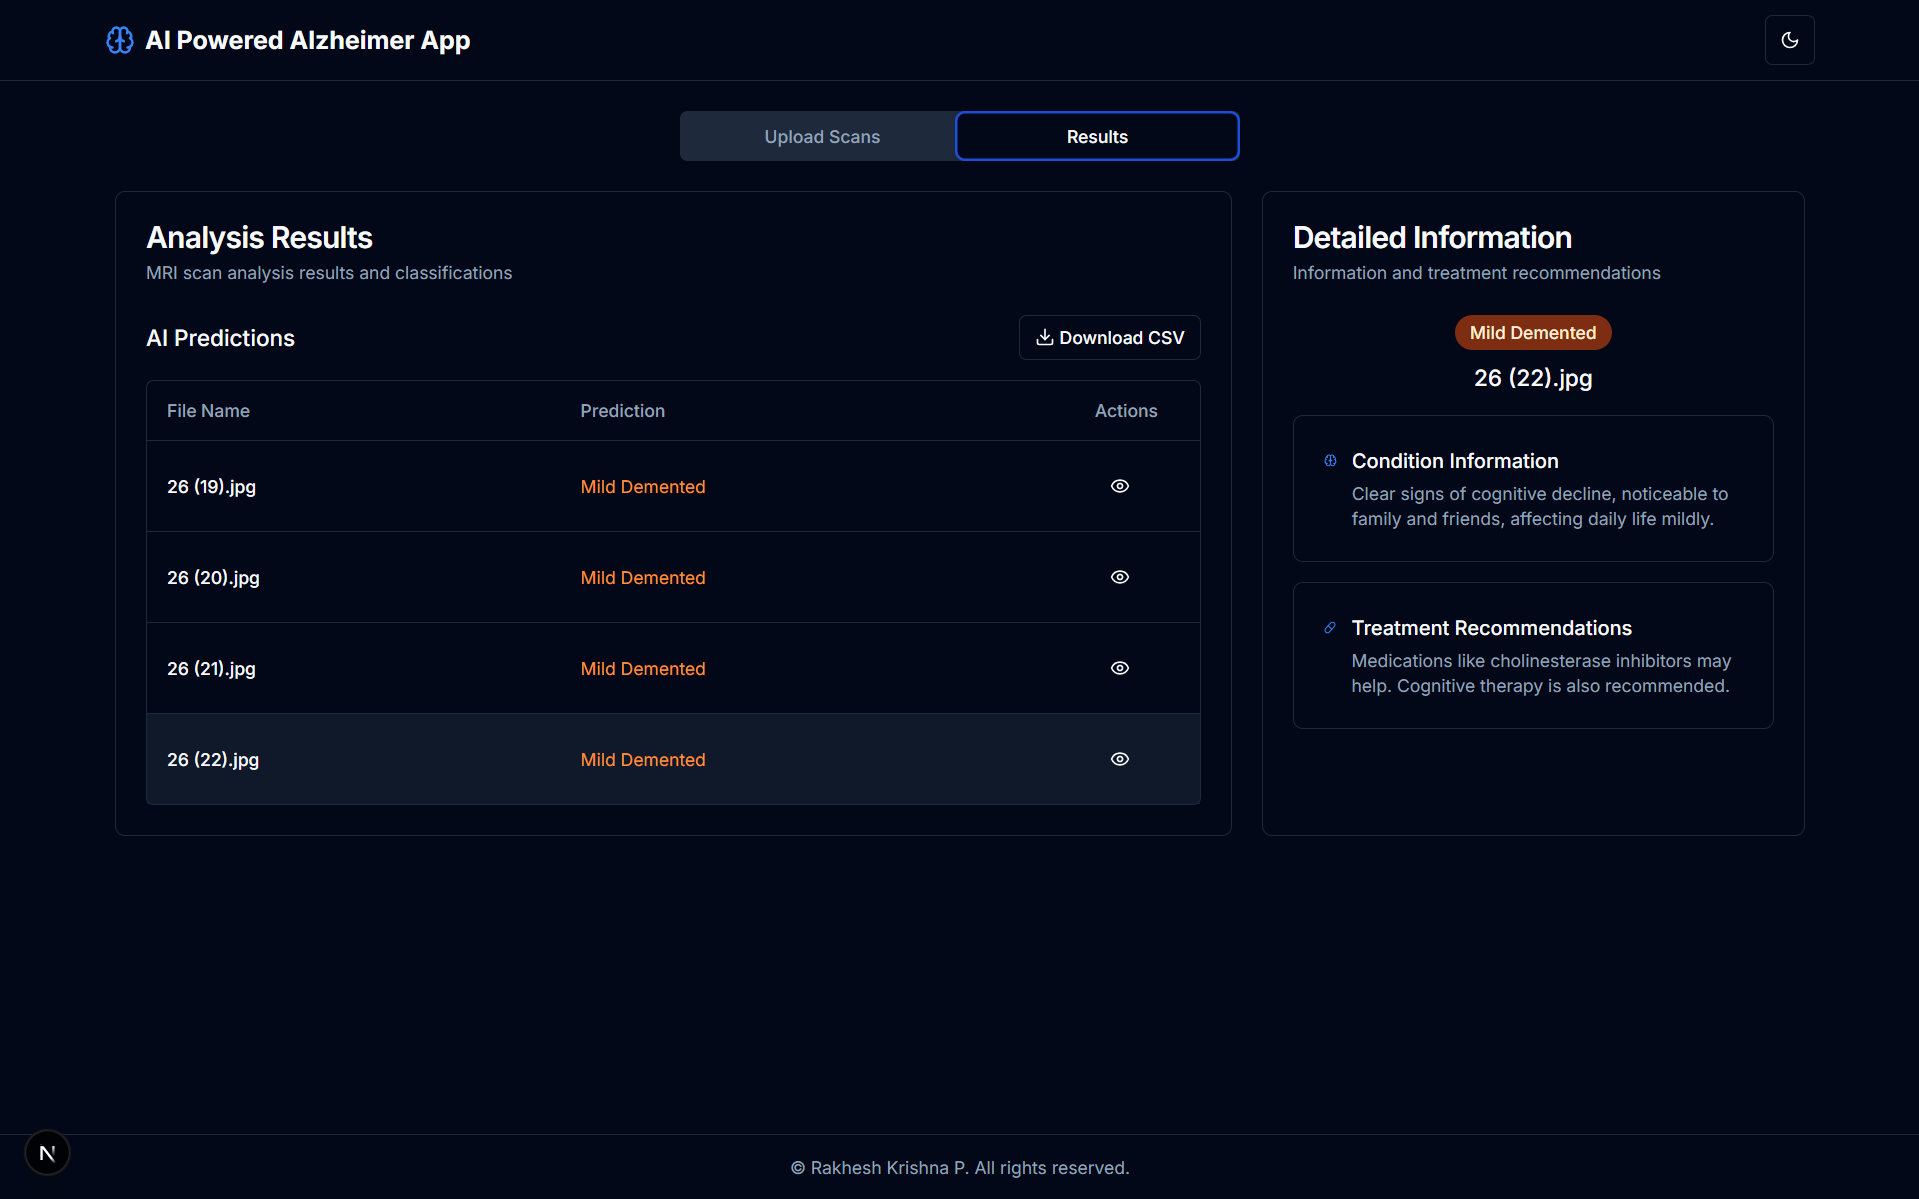 AI Powered Alzheimer App
Upload Scans
Results
Analysis Results
MRI scan analysis results and classifications
AI Predictions
Download CSV
File Name
Prediction
Actions
26 (19).jpg
Mild Demented
26 (20).jpg
Mild Demented
26 (21).jpg
Mild Demented
26 (22).jpg
Mild Demented
Detailed Information
Information and treatment recommendations
Mild Demented
26 (22).jpg
Condition Information
Clear signs of cognitive decline, noticeable to
family and friends, affecting daily life mildly.
Treatment Recommendations
Medications like cholinesterase inhibitors may
help. Cognitive therapy is also recommended.
N
© Rakhesh Krishna P. All rights reserved.